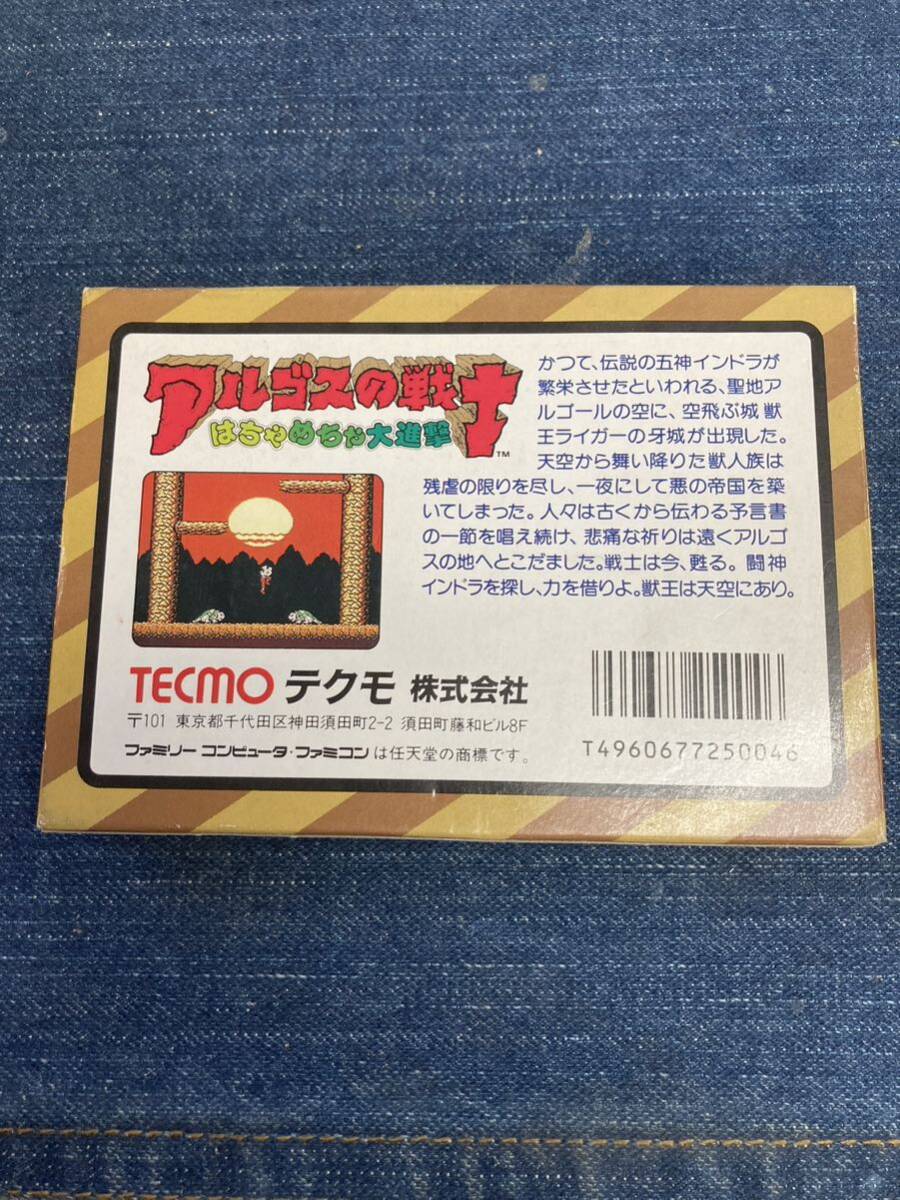 アルゴスの戦士
はちゃめちゃ大進撃
TM
かつて、伝説の五神インドラが
繁栄させたといわれる、聖地ア
ルゴールの空に、空飛ぶ城 獣
王ライガーの牙城が出現した。
天空から舞い降りた獣人族は
残虐の限りを尽し、一夜にして悪の帝国を築
いてしまった。人々は古くから伝わる予言書
の一節を唱え続け、悲痛な祈りは遠くアルゴ
スの地へとこだました。戦士は今、甦る。闘神
インドラを探し、力を借りよ。獣王は天空にあり。
TECMO テクモ 株式会社
〒101 東京都千代田区神田須田町2-2 須田町藤和ビル8F
ファミリー コンピュータ・ファミコン は任天堂の商標です。
T4960677250046